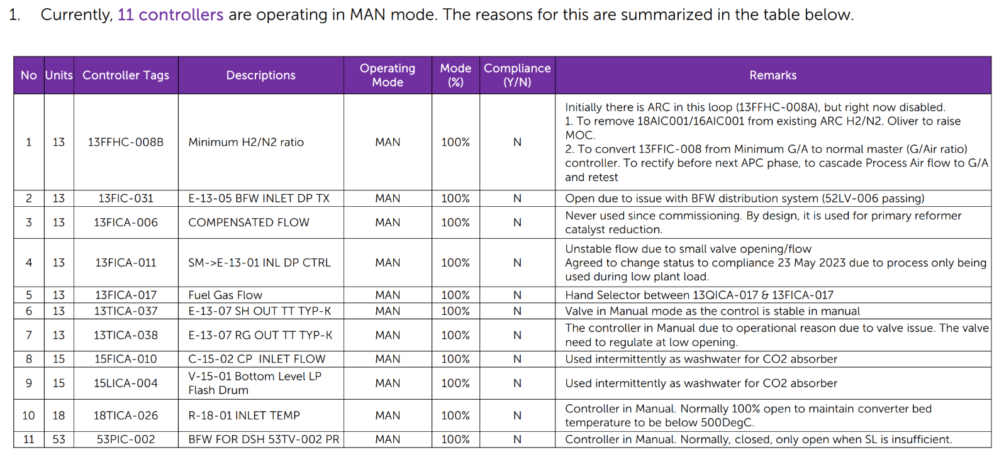 1. Currently, 11 controllers are operating in MAN mode. The reasons for this are summarized in the table below.
No Units Controller Tags Descriptions Operating Mode Mode (%) Compliance (Y/N) Remarks
1 13 13FFHC-008B Minimum H2/N2 ratio MAN 100% N
Initially there is ARC in this loop (13FFHC-008A), but right now disabled.
1. To remove 18AIC001/16AIC001 from existing ARC H2/N2. Oliver to raise
MOC.
2. To convert 13FFIC-008 from Minimum G/A to normal master (G/Air ratio)
controller. To rectify before next APC phase, to cascade Process Air flow to G/A
and retest
2 13 13FIC-031 E-13-05 BFW INLET DP TX MAN 100% N Open due to issue with BFW distribution system (52LV-006 passing)
3 13 13FICA-006 COMPENSATED FLOW MAN 100% N
Never used since commissioning. By design, it is used for primary reformer
catalyst reduction.
4 13 13FICA-011 SM->E-13-01 INL DP CTRL MAN 100% N
Unstable flow due to small valve opening/flow
Agreed to change status to compliance 23 May 2023 due to process only being
used during low plant load.
5 13 13FICA-017 Fuel Gas Flow MAN 100% N Hand Selector between 13QICA-017 & 13FICA-017
6 13 13TICA-037 E-13-07 SH OUT TT TYP-K MAN 100% N Valve in Manual mode as the control is stable in manual
7 13 13TICA-038 E-13-07 RG OUT TT TYP-K MAN 100% N
The controller in Manual due to operational reason due to valve issue. The valve
need to regulate at low opening.
8 15 15FICA-010 C-15-02 CP INLET FLOW MAN 100% N Used intermittently as washwater for CO2 absorber
9 15 15LICA-004 V-15-01 Bottom Level LP
Flash Drum MAN 100% N Used intermittently as washwater for CO2 absorber
10 18 18TICA-026 R-18-01 INLET TEMP MAN 100% N
Controller in Manual. Normally 100% open to maintain converter bed
temperature to be below 500DegC.
11 53 53PIC-002 BFW FOR DSH 53TV-002 PR MAN 100% N Controller in Manual. Normally, closed, only open when SL is insufficient.